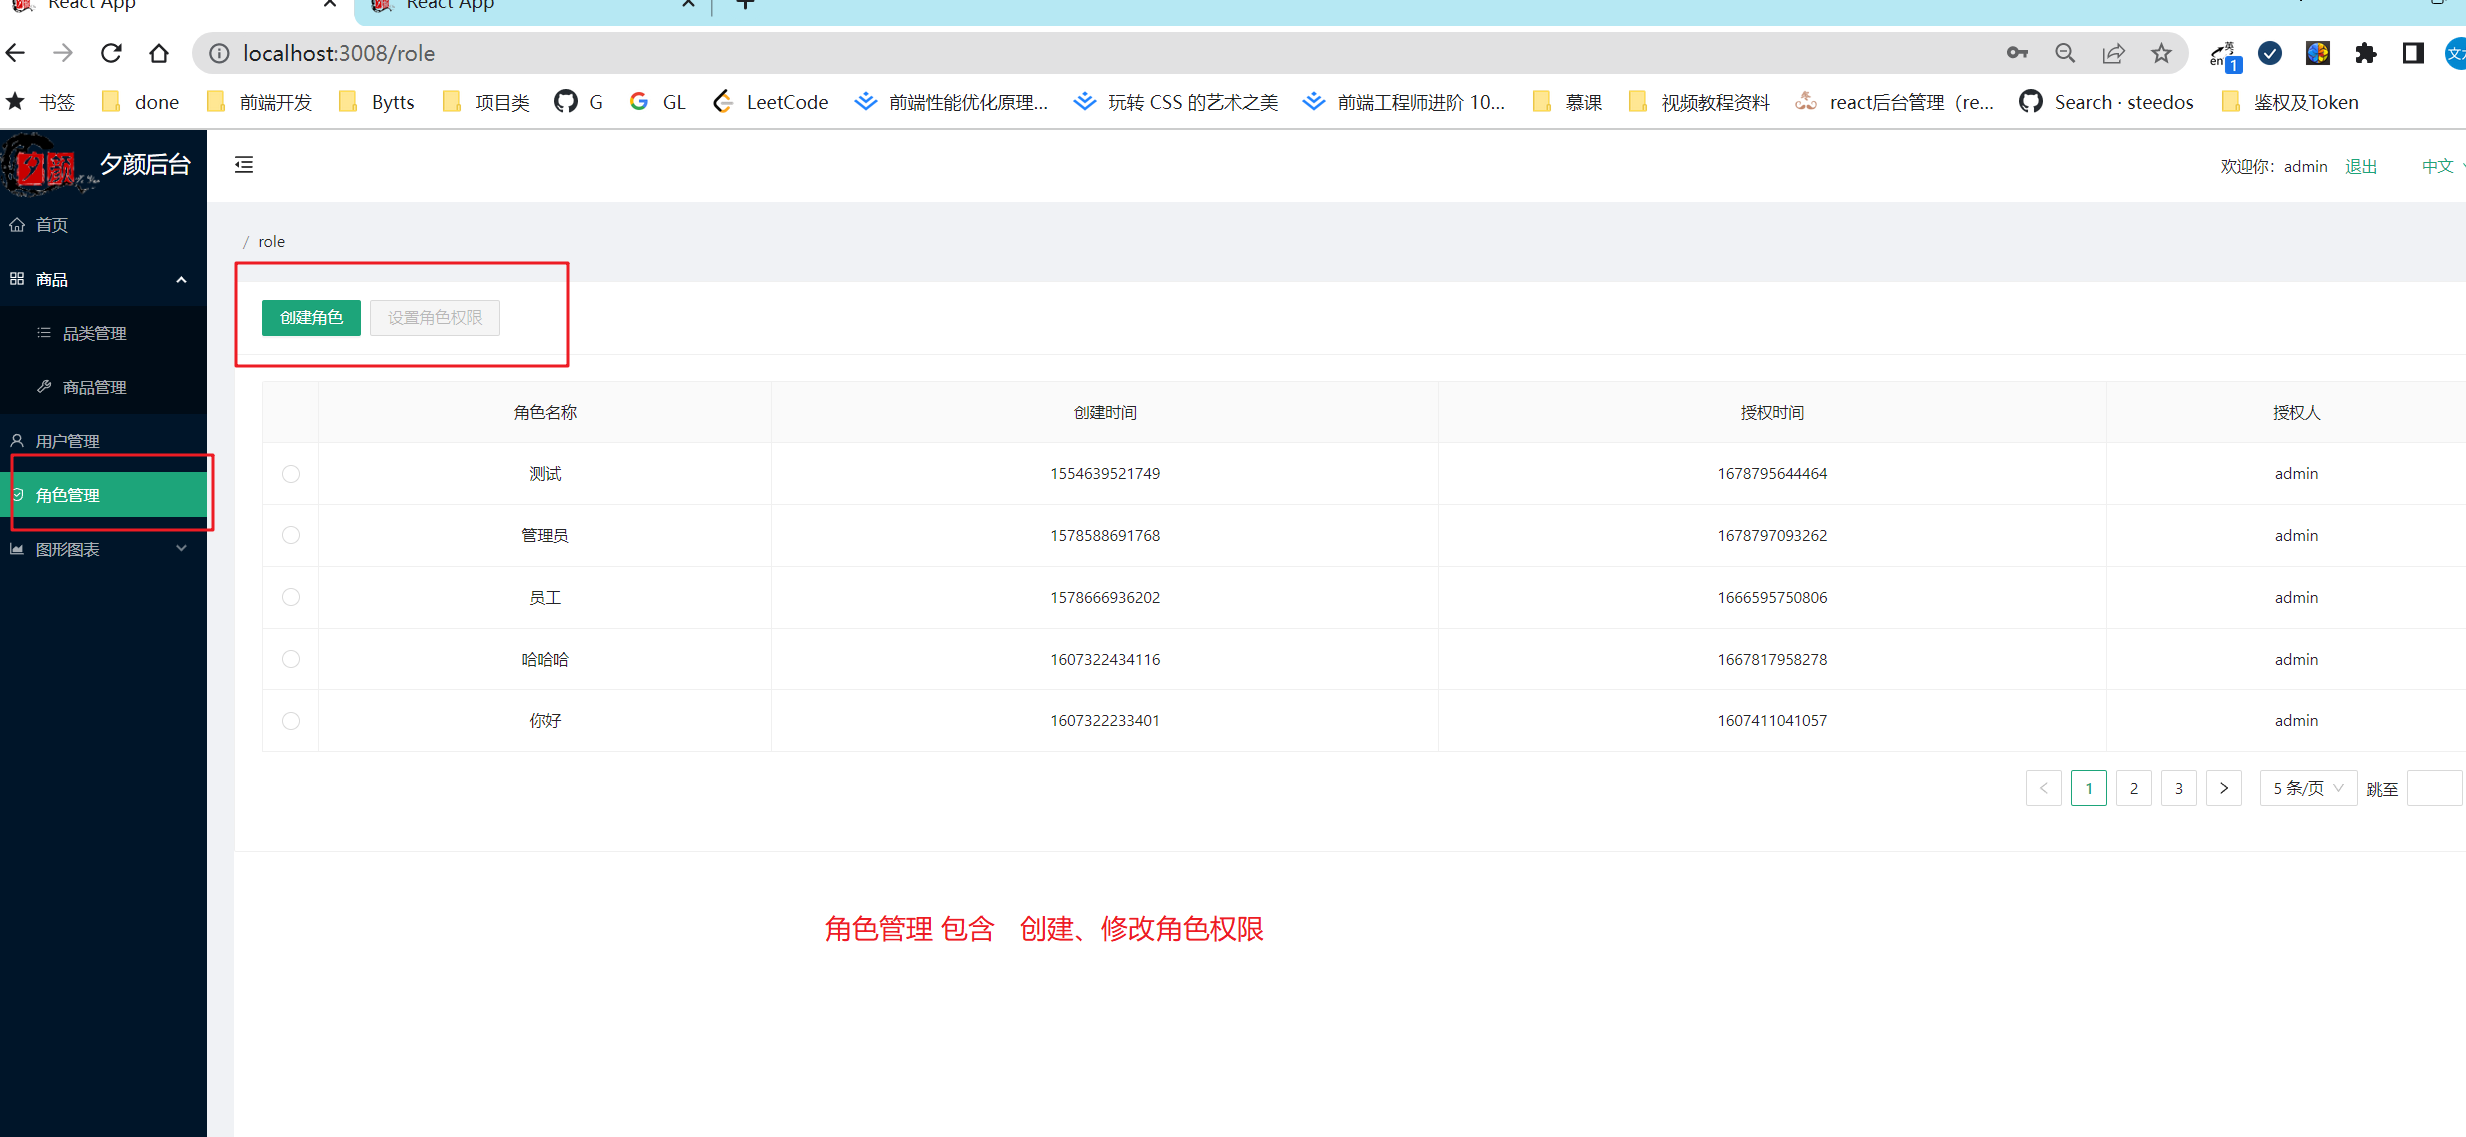 React App
React App
localhost:3008/role
英
en
1
书签
done
前端开发
Bytts
项目类
G
GL
LeetCode
前端性能优化原理...
玩转 CSS 的艺术之美
前端工程师进阶 10...
慕课
视频教程资料
react后台管理（re...
Search · steedos
鉴权及Token
夕颜
夕颜后台
欢迎你：admin 退出 中文
首页
/ role
商品
创建角色 设置角色权限
品类管理
商品管理
用户管理
角色管理
图形图表
角色名称 创建时间 授权时间 授权人
测试 1554639521749 1678795644464 admin
管理员 1578588691768 1678797093262 admin
员工 1578666936202 1666595750806 admin
哈哈哈 1607322434116 1667817958278 admin
你好 1607322233401 1607411041057 admin
1 2 3 5 条/页 跳至
角色管理 包含 创建、修改角色权限